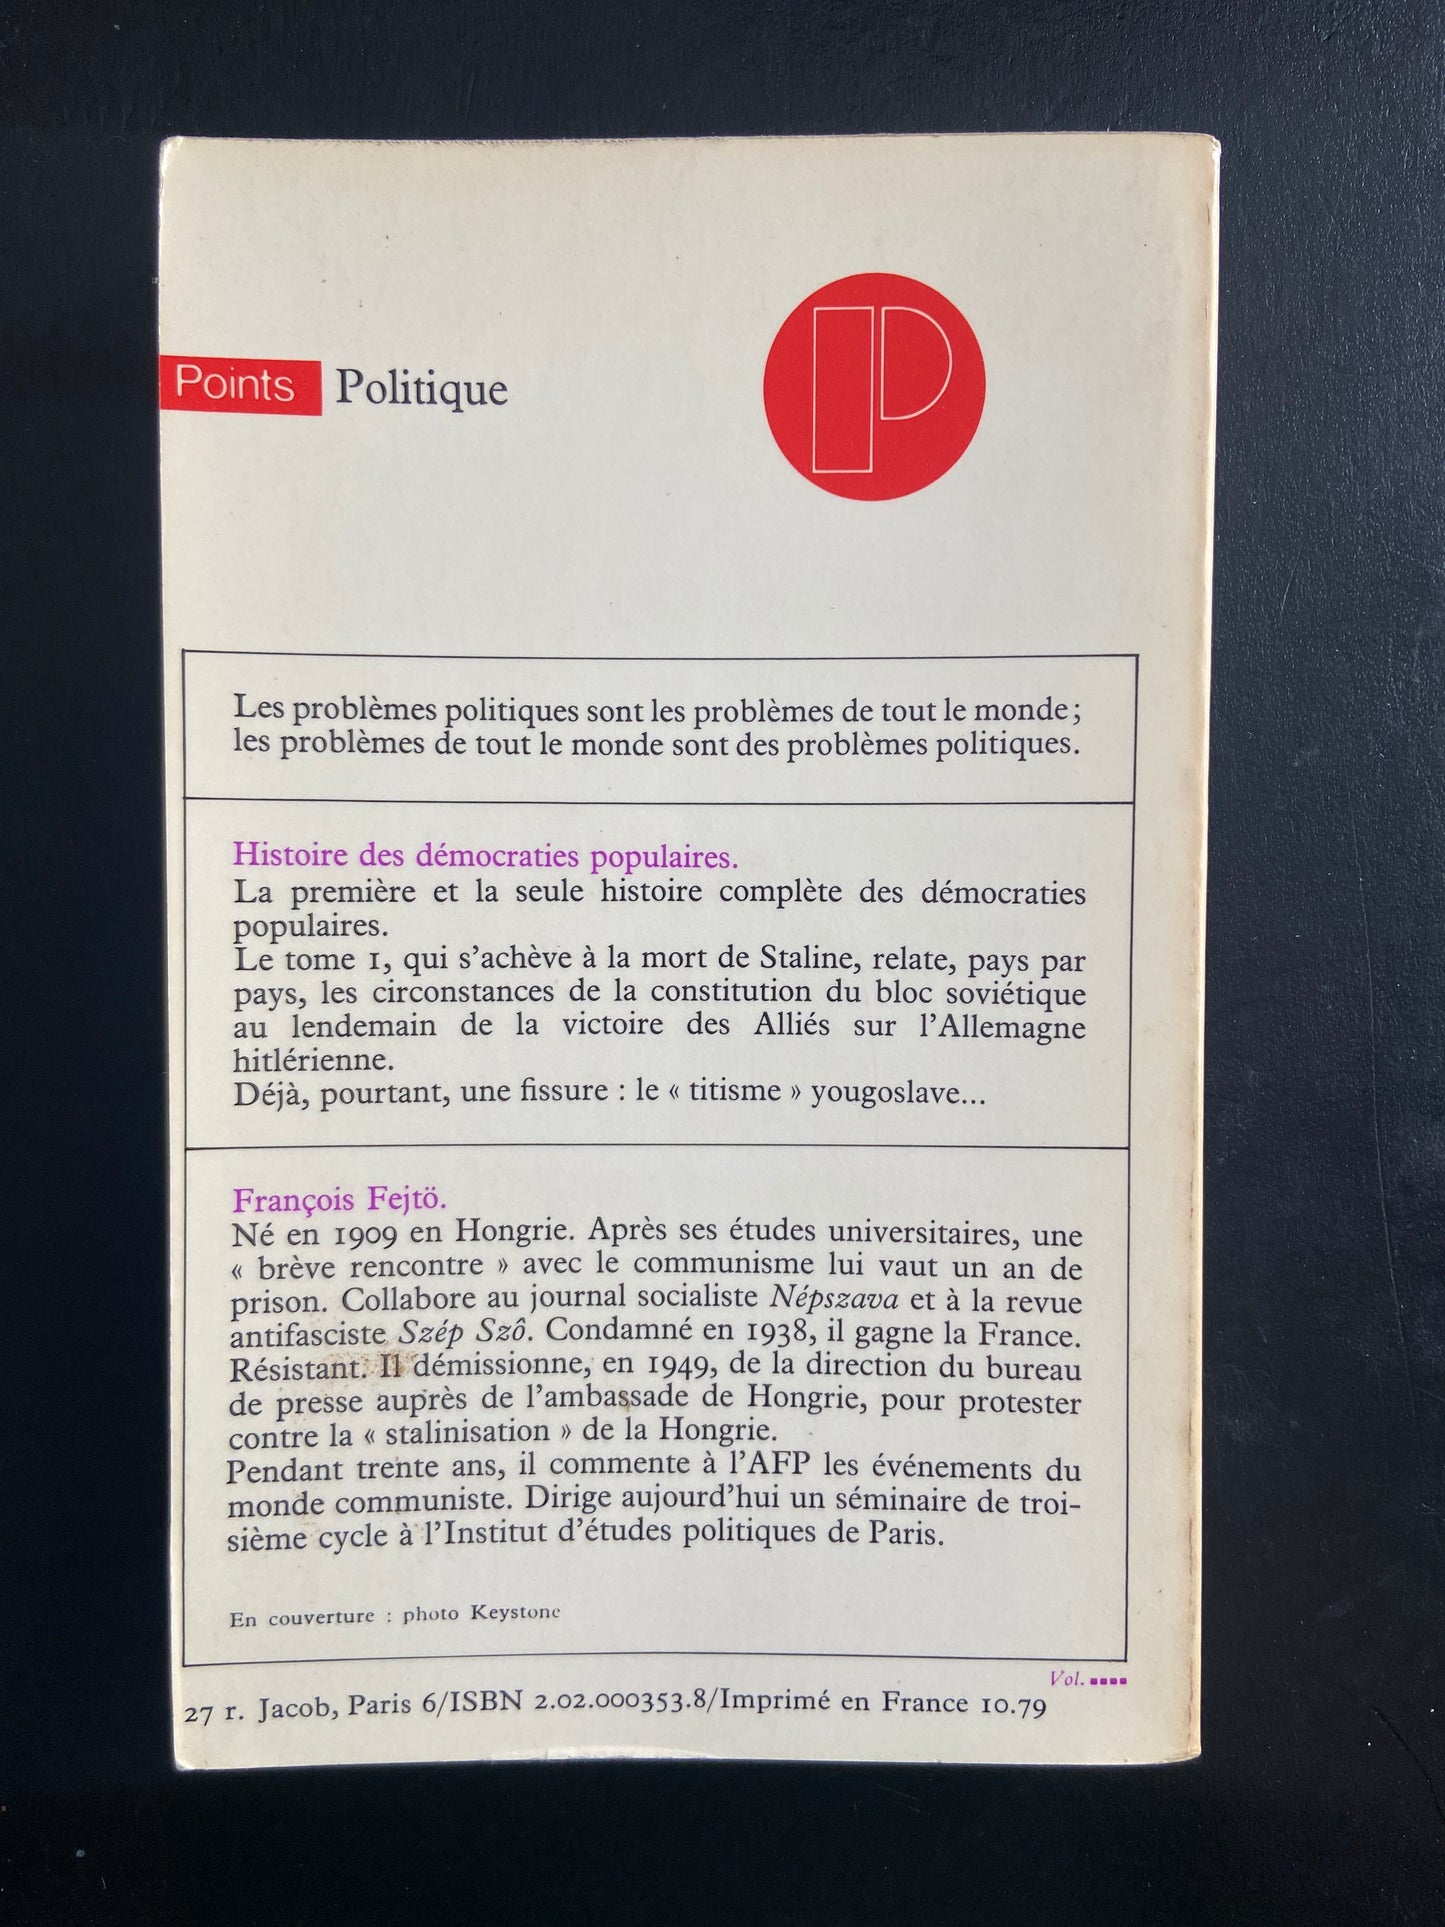 Points Politique
Les problèmes politiques sont les problèmes de tout le monde;
les problèmes de tout le monde sont des problèmes politiques.
Histoire des démocraties populaires.
La première et la seule histoire complète des démocraties
populaires.
Le tome 1, qui s'achève à la mort de Staline, relate, pays par
pays, les circonstances de la constitution du bloc soviétique
au lendemain de la victoire des Alliés sur l'Allemagne
hitlérienne.
Déjà, pourtant, une fissure : le « titisme » yougoslave...
François Fejtö.
Né en 1909 en Hongrie. Après ses études universitaires, une
« brève rencontre » avec le communisme lui vaut un an de
prison. Collabore au journal socialiste Népszava et à la revue
antifasciste Szép Szô. Condamné en 1938, il gagne la France.
Résistant. Il démissionne, en 1949, de la direction du bureau
de presse auprès de l'ambassade de Hongrie, pour protester
contre la « stalinisation » de la Hongrie.
Pendant trente ans, il commente à l'AFP les événements du
monde communiste. Dirige aujourd'hui un séminaire de troi-
sième cycle à l'Institut d'études politiques de Paris.
En couverture : photo Keystone
Vol.
27 r. Jacob, Paris 6/ISBN 2.02.000353.8/Imprimé en France 10.79